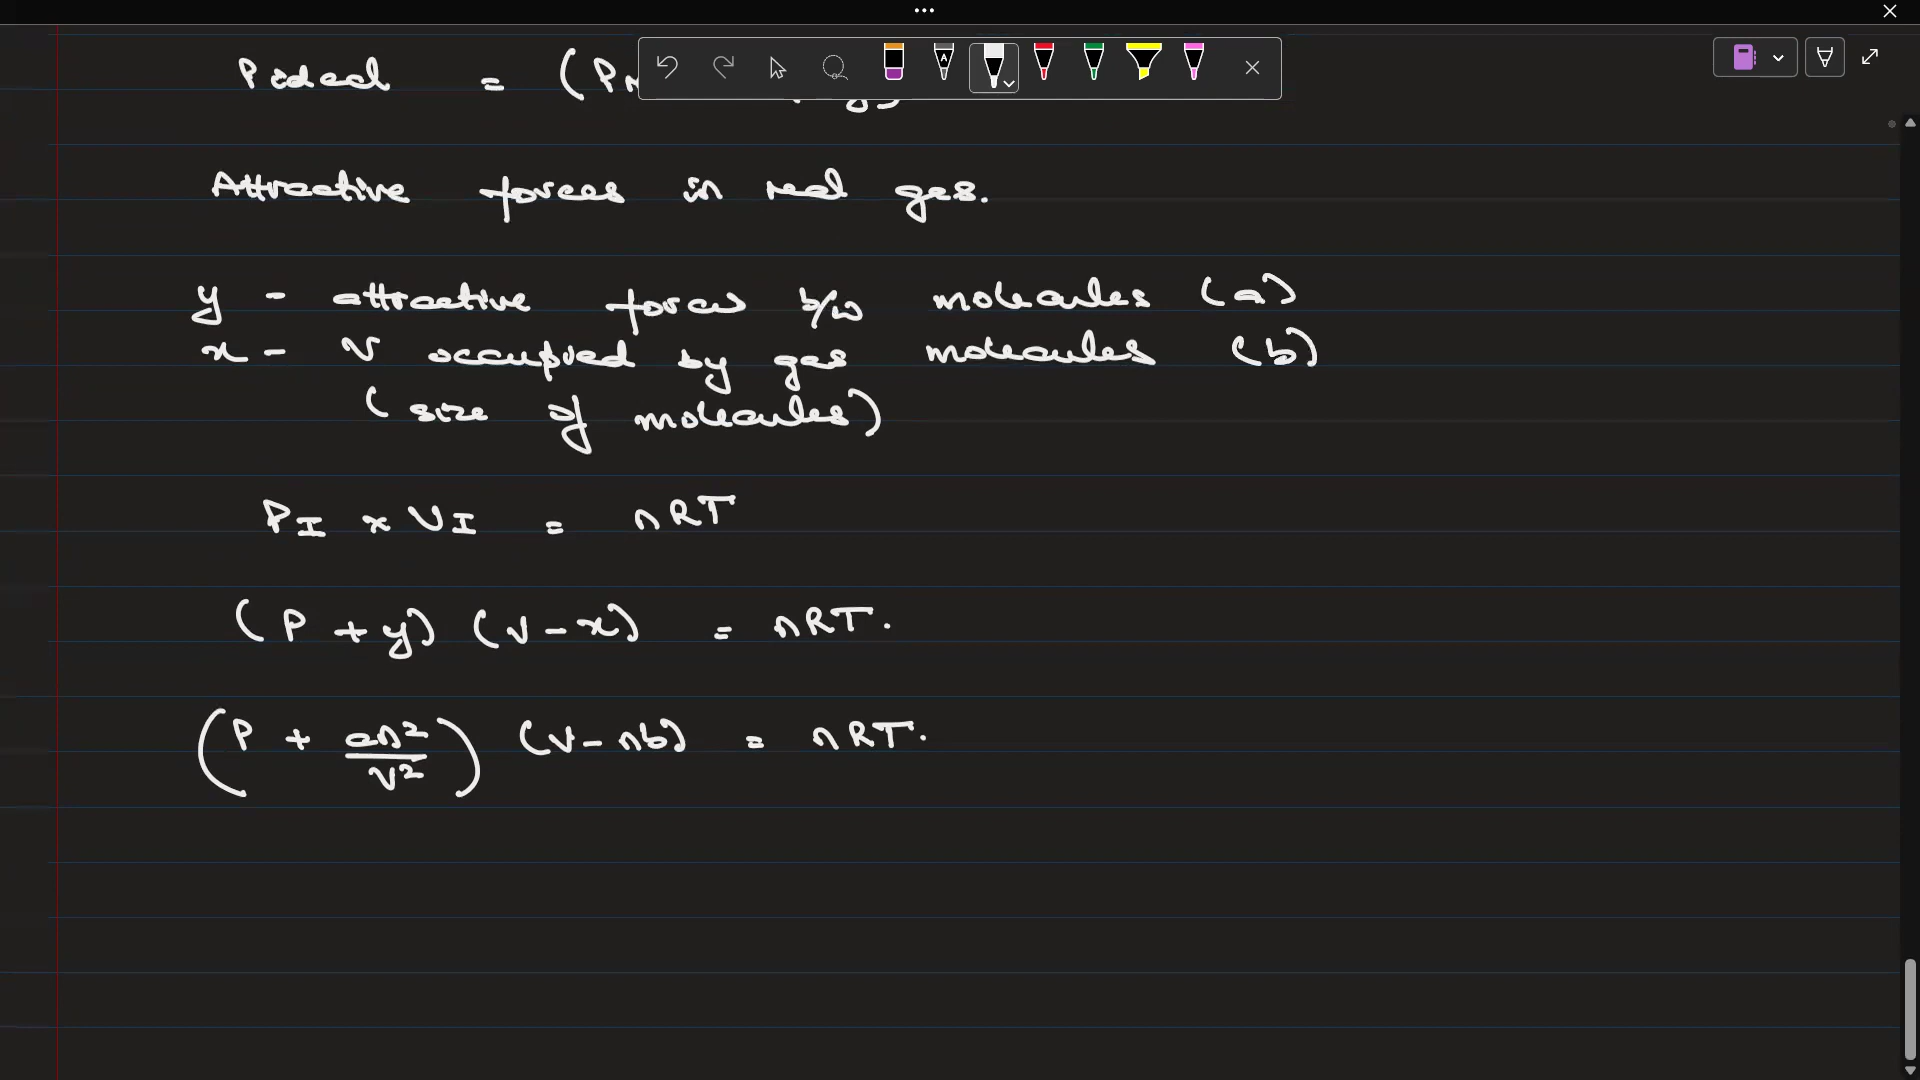 Pideal = (P
Attractive forces in real gas.
y - attractive forces b/w molecules (a)
x - V occupied by gas molecules (b)
(size of molecules)
PI x VI = nRT
(P + y) (V - x) = nRT.
(P + an²/V²) (V - nb) = nRT.